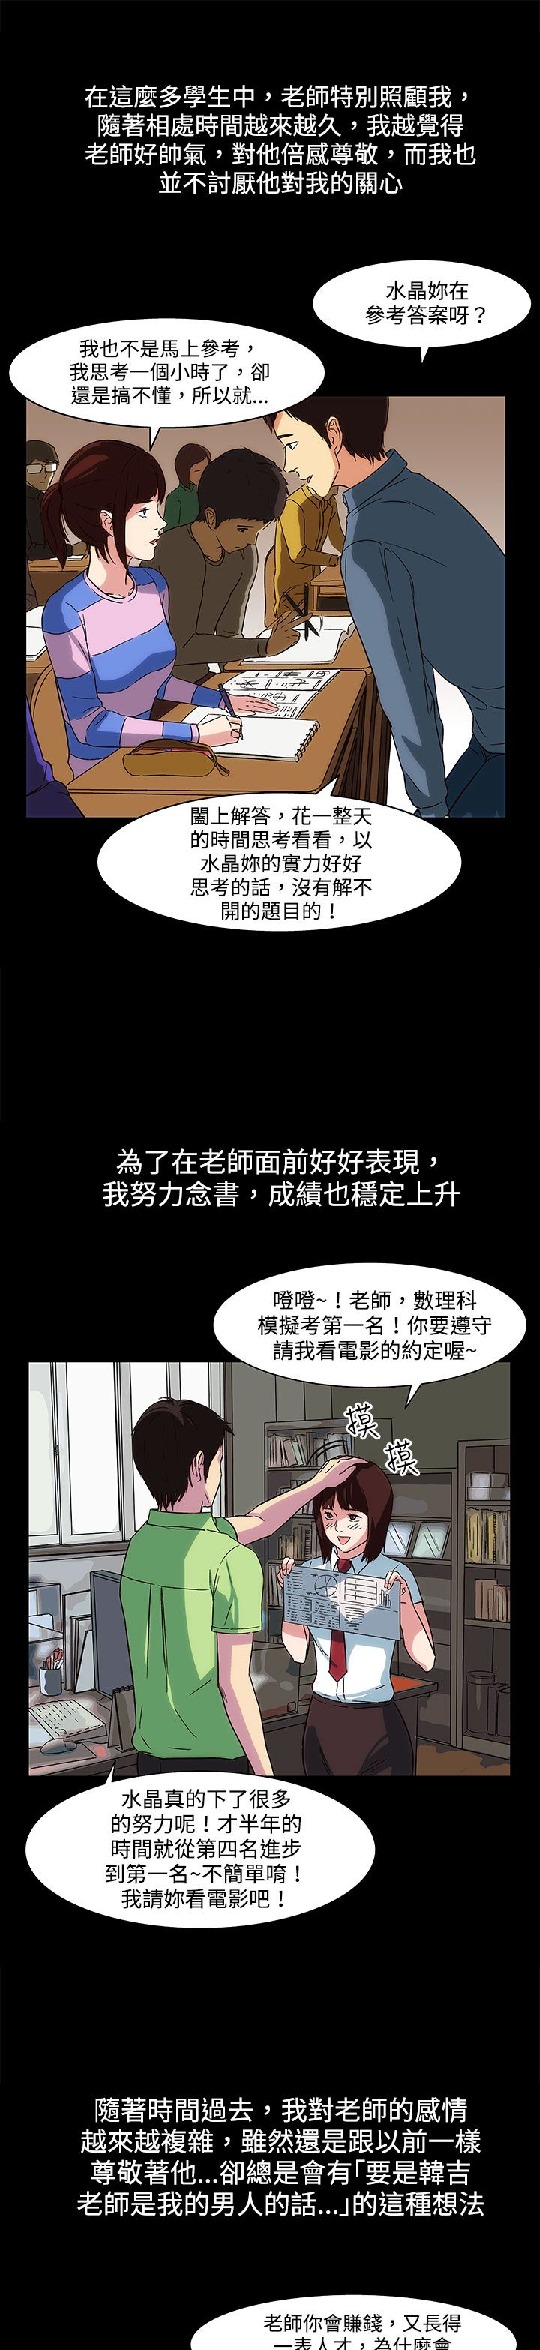 在這麼多學生中，老師特別照顧我，
隨著相處時間越來越久，我越覺得
老師好帥氣，對他倍感尊敬，而我也
並不討厭他對我的關心
水晶妳在
參考答案呀？
我也不是馬上參考，
我思考一個小時了，卻
還是搞不懂，所以就...
闔上解答，花一整天
的時間思考看看，以
水晶妳的實力好好
思考的話，沒有解不
開的題目的！
為了在老師面前好好表現，
我努力念書，成績也穩定上升
噔噔~！老師，數理科
模擬考第一名！你要遵守
請我看電影的約定喔~
摸
摸
水晶真的下了很多
的努力呢！才半年的
時間就從第四名進步
到第一名~不簡單唷！
我請妳看電影吧！
隨著時間過去，我對老師的感情
越來越複雜，雖然還是跟以前一樣
尊敬著他...卻總是會有「要是韓吉
老師是我的男人的話...」的這種想法
老師你會賺錢，又長得
一表人才，為什麼會